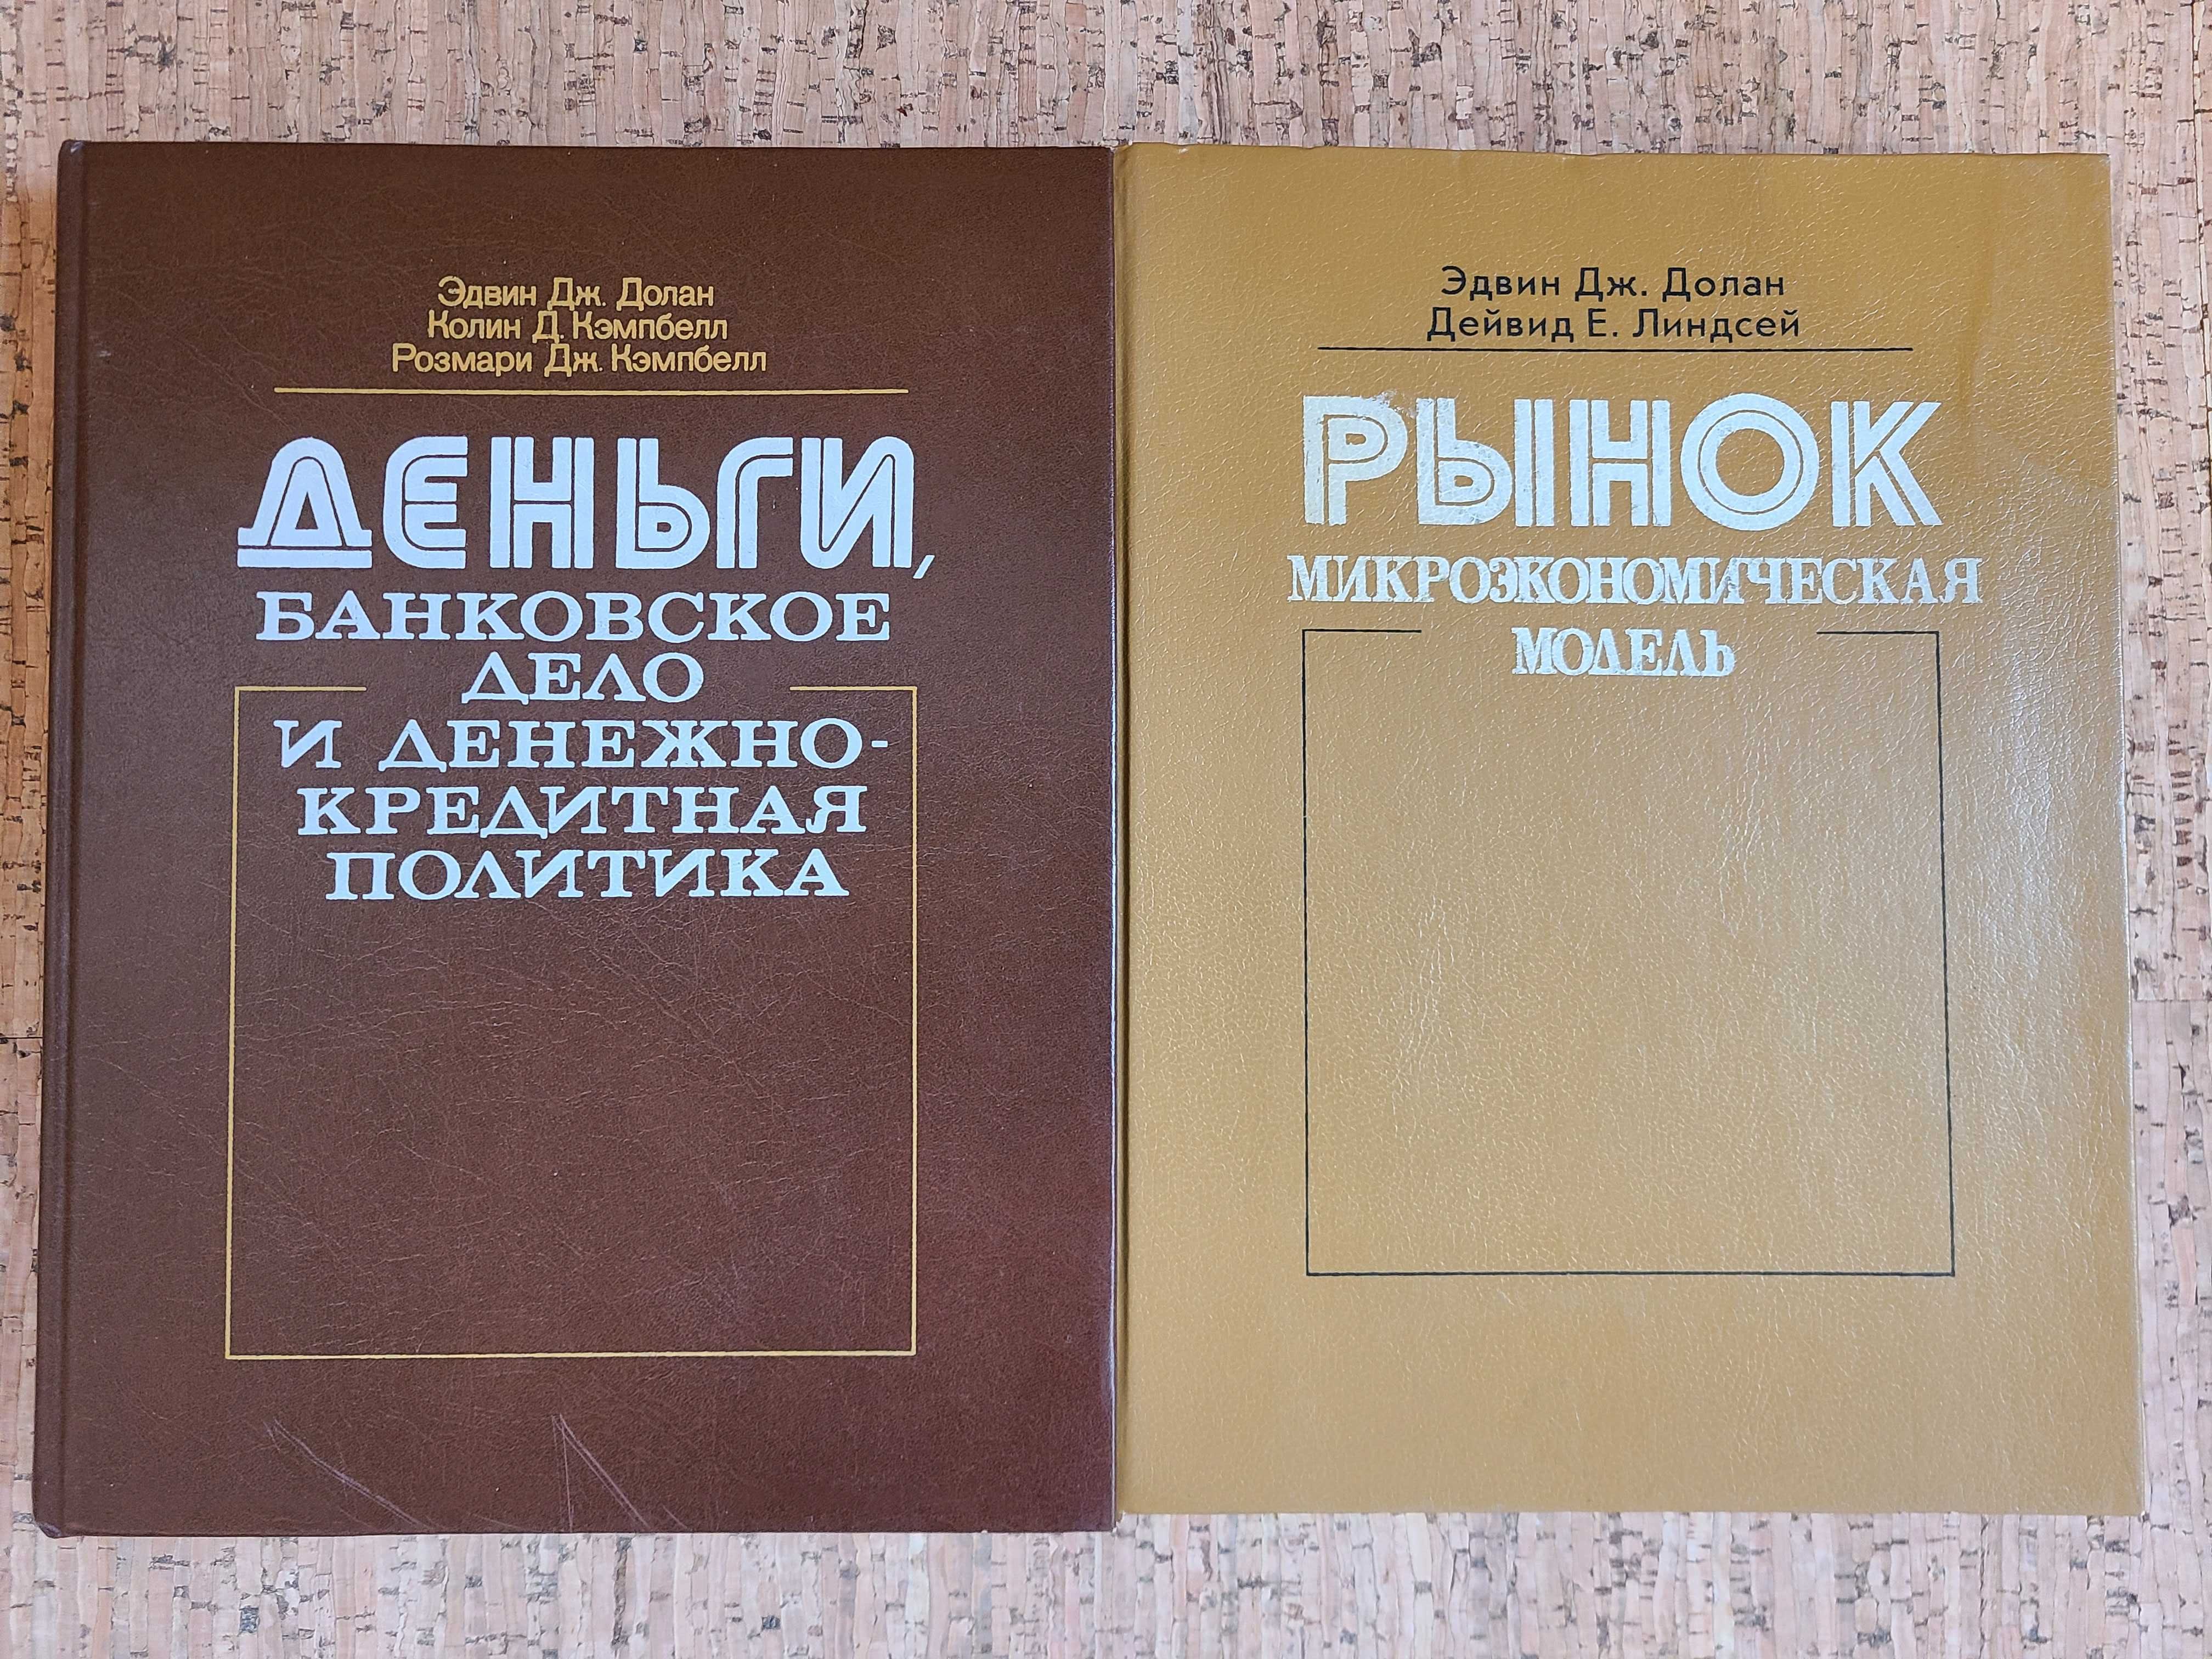 Эдвин Дж. Долан
Колин Д. Кэмпбелл
Розмари Дж. Кэмпбелл
ДЕНЬГИ,
БАНКОВСКОЕ
ДЕЛО
И ДЕНЕЖНО-
КРЕДИТНАЯ
ПОЛИТИКА
Эдвин Дж. Долан
Дейвид Е. Линдсей
РЫНОК
МИКРОЭКОНОМИЧЕСКАЯ
МОДЕЛЬ